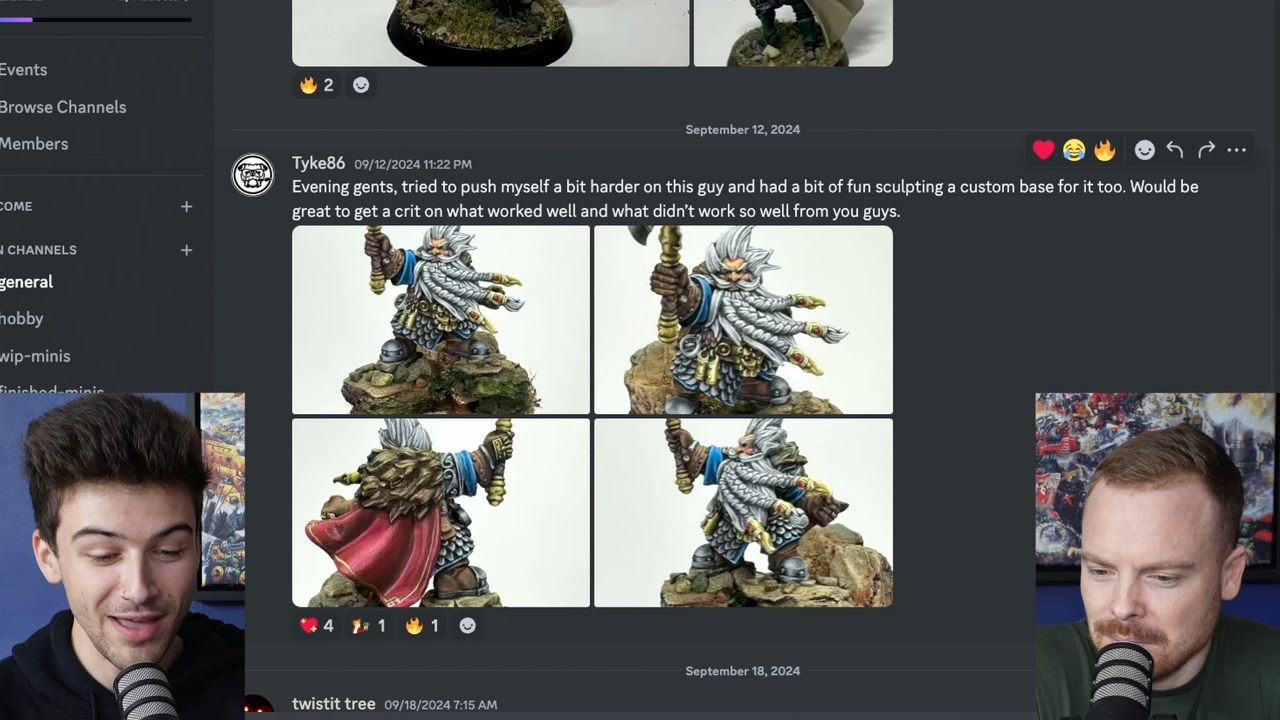 Events
Browse Channels
Members
COME
N CHANNELS
general
hobby
wip-minis
finished-minis
2
September 12, 2024
Tyke86 09/12/2024 11:22 PM
Evening gents, tried to push myself a bit harder on this guy and had a bit of fun sculpting a custom base for it too. Would be
great to get a crit on what worked well and what didn't work so well from you guys.
4 1 1
September 18, 2024
twistit tree 09/18/2024 7:15 AM